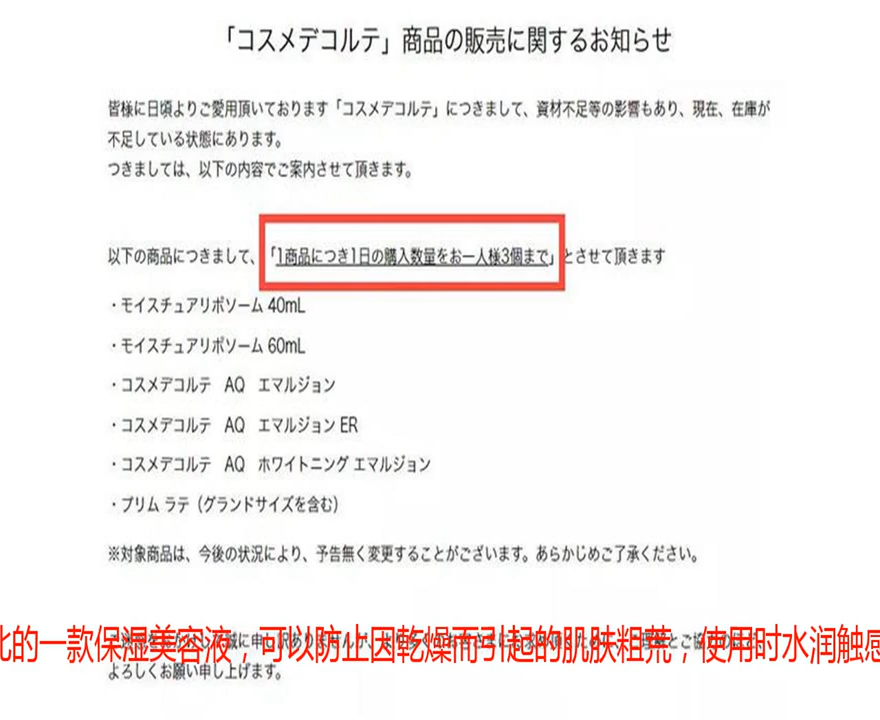 「コスメデコルテ」商品の販売に関するお知らせ
皆様に日頃よりご愛用頂いております「コスメデコルテ」につきまして、資材不足等の影響もあり、現在、在庫が
不足している状態にあります。
つきましては、以下の内容でご案内させて頂きます。
以下の商品につきまして、「1商品につき1日の購入数量をお一人様3個まで」とさせて頂きます
・モイスチュアリポソーム 40mL
・モイスチュアリポソーム 60mL
・コスメデコルテ AQ エマルジョン
・コスメデコルテ AQ エマルジョン ER
・コスメデコルテ AQ ホワイトニング エマルジョン
・プリム ラテ（グランドサイズを含む）
※対象商品は、今後の状況により、予告無く変更することがございます。あらかじめご了承ください。
的一款保湿美容液，可以防止因乾燥而引起的肌肤粗荒，使用时水润触感
よろしくお願い申し上げます。